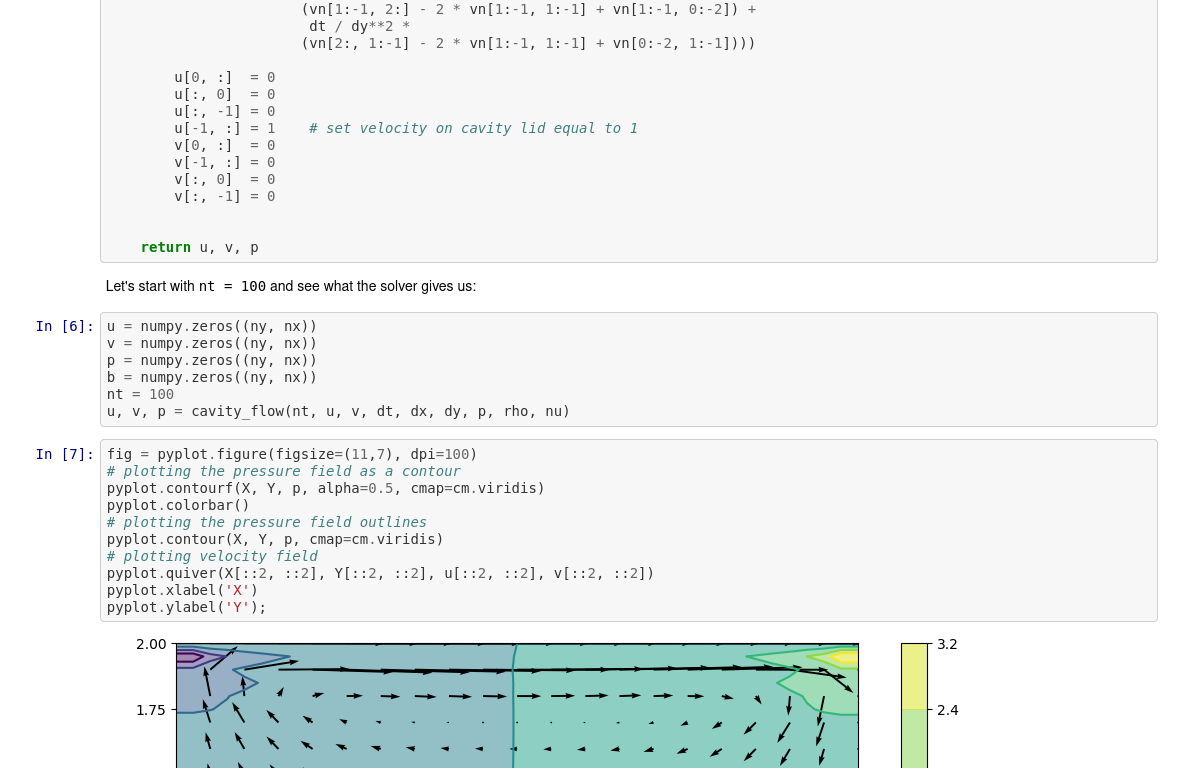 (vn[1:-1, 2:] - 2 * vn[1:-1, 1:-1] + vn[1:-1, 0:-2]) +
dt / dy**2 *
(vn[2:, 1:-1] - 2 * vn[1:-1, 1:-1] + vn[0:-2, 1:-1])))
u[0, :]  = 0
u[:, 0]  = 0
u[:, -1] = 0
u[-1, :] = 1    # set velocity on cavity lid equal to 1
v[0, :]  = 0
v[-1, :] = 0
v[:, 0]  = 0
v[:, -1] = 0
return u, v, p
Let's start with nt = 100 and see what the solver gives us:
In [6]: u = numpy.zeros((ny, nx))
v = numpy.zeros((ny, nx))
p = numpy.zeros((ny, nx))
b = numpy.zeros((ny, nx))
nt = 100
u, v, p = cavity_flow(nt, u, v, dt, dx, dy, p, rho, nu)
In [7]: fig = pyplot.figure(figsize=(11,7), dpi=100)
# plotting the pressure field as a contour
pyplot.contourf(X, Y, p, alpha=0.5, cmap=cm.viridis)
pyplot.colorbar()
# plotting the pressure field outlines
pyplot.contour(X, Y, p, cmap=cm.viridis)
# plotting velocity field
pyplot.quiver(X[::2, ::2], Y[::2, ::2], u[::2, ::2], v[::2, ::2])
pyplot.xlabel('X')
pyplot.ylabel('Y');
2.00 3.2
1.75 2.4